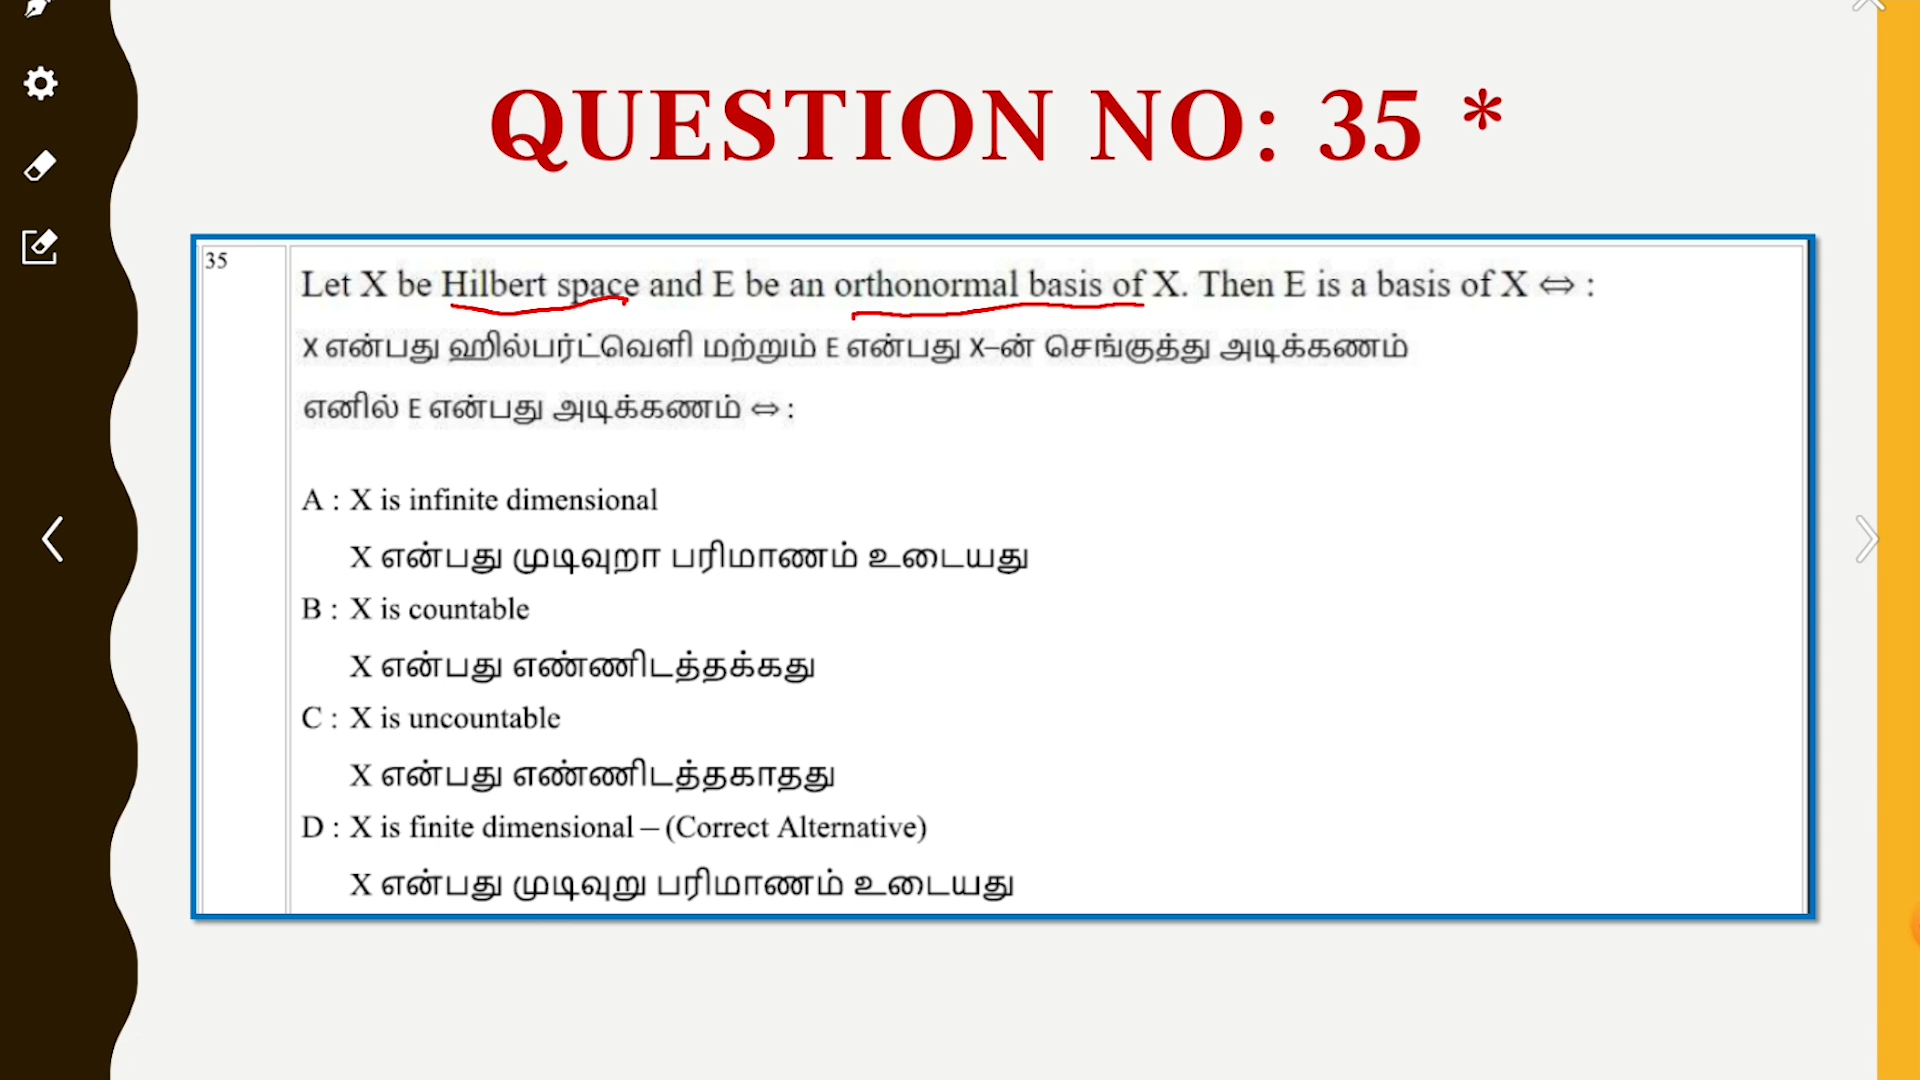 QUESTION NO: 35 *
35
Let X be Hilbert space and E be an orthonormal basis of X. Then E is a basis of X ⇔ :
X என்பது ஹில்பர்ட்வெளி மற்றும் E என்பது X–ன் செங்குத்து அடிக்கணம்
எனில் E என்பது அடிக்கணம் ⇔ :
A : X is infinite dimensional
X என்பது முடிவுறா பரிமாணம் உடையது
B : X is countable
X என்பது எண்ணிடத்தக்கது
C : X is uncountable
X என்பது எண்ணிடத்தகாதது
D : X is finite dimensional – (Correct Alternative)
X என்பது முடிவுறு பரிமாணம் உடையது